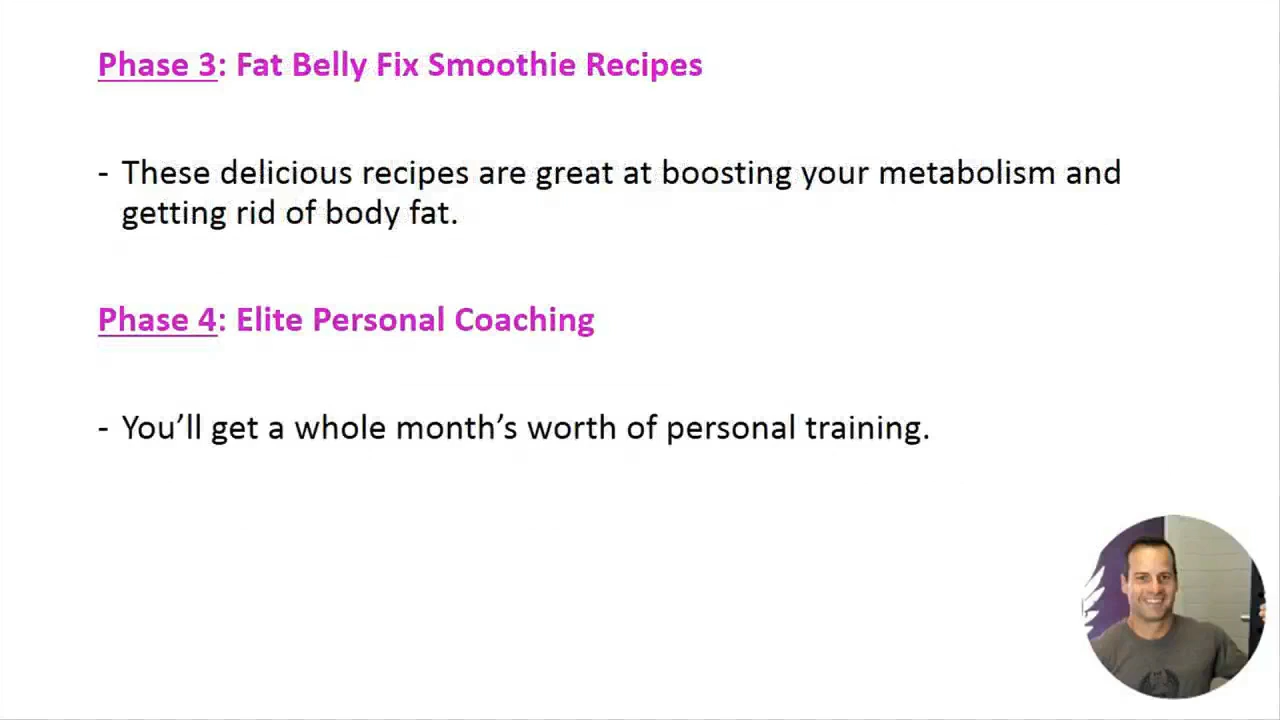 Phase 3: Fat Belly Fix Smoothie Recipes
- These delicious recipes are great at boosting your metabolism and
getting rid of body fat.
Phase 4: Elite Personal Coaching
- You’ll get a whole month’s worth of personal training.